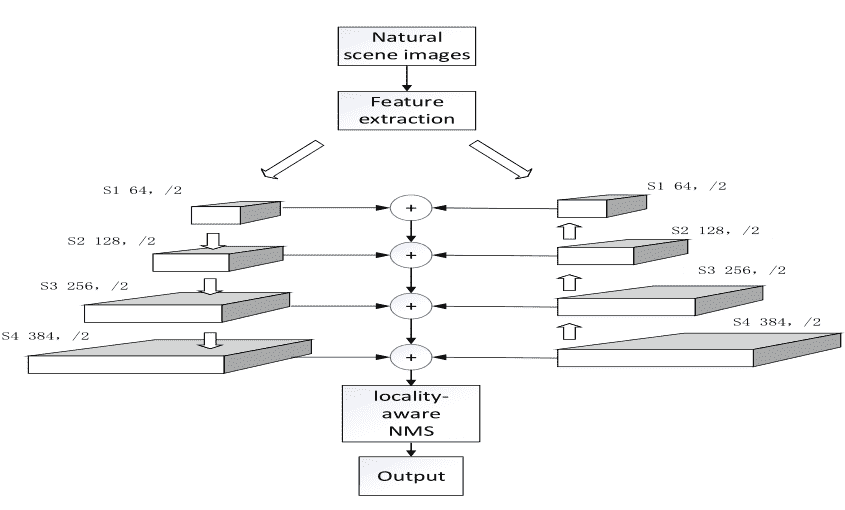 Natural
scene images
Feature
extraction
S1 64, /2
S1 64, /2
+
S2 128, /2
S2 128, /2
+
S3 256, /2
S3 256, /2
+
S4 384, /2
S4 384, /2
+
locality-
aware
NMS
Output